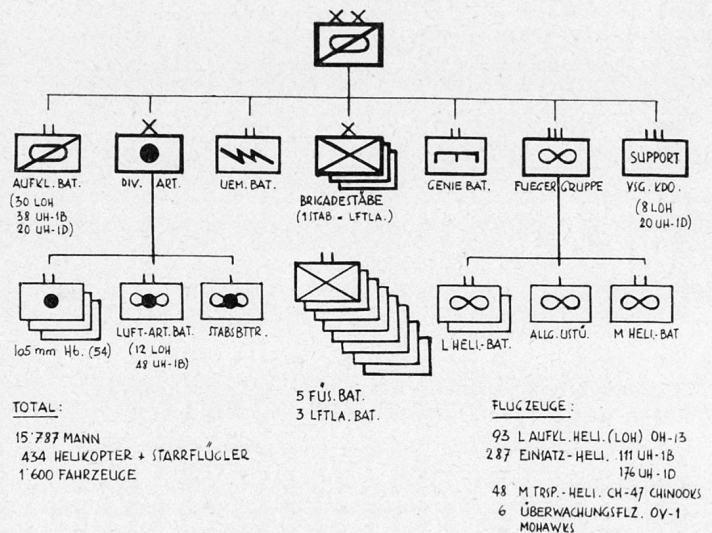 AUFKL. BAT.
(30 LOH
38 UH-1B
20 UH-1D)
DIV. ART.
UEM. BAT.
BRIGADESTÄBE
(1 STAB = LFTLA.)
GENIE BAT.
FLIEGER GRUPPE
SUPPORT
VSG. KDO.
(8 LOH
20 UH-1D)
105 mm Hb. (54)
LUFT-ART. BAT.
(12 LOH
48 UH-1B)
STABSBTTR.
5 FÜS. BAT.
3 LFTLA. BAT.
L HELI.- BAT.
ALLG. USTÜ.
M HELI.- BAT
TOTAL:
15'787 MANN
434 HELIKOPTER + STARRFLÜGLER
1'600 FAHRZEUGE
FLUGZEUGE:
93 L AUFKL. HELI. (LOH) OH-13
287 EINSATZ-HELI. 111 UH-1B
176 UH-1D
48 M TRSP.- HELI. CH-47 CHINOOKS
6 ÜBERWACHUNGSFLZ. OV-1
MOHAWKS